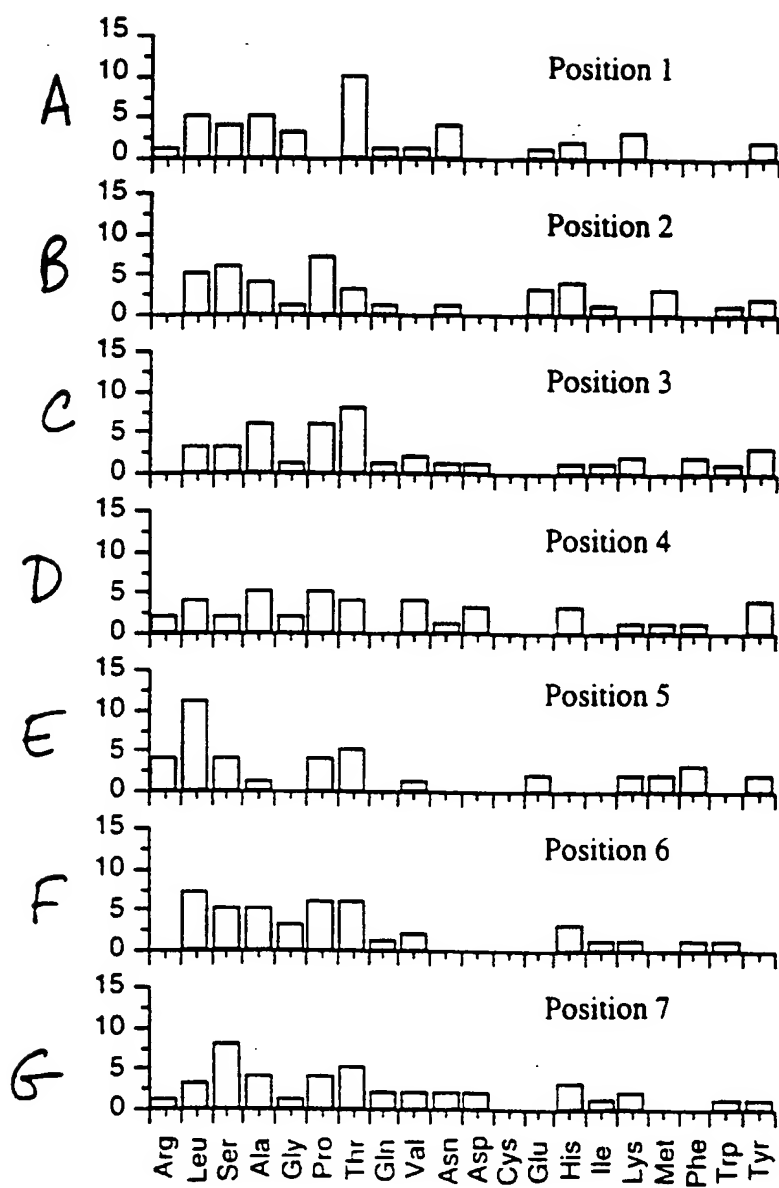 A
15
10
5
0
Position 1
B
15
10
5
0
Position 2
C
15
10
5
0
Position 3
D
15
10
5
0
Position 4
E
15
10
5
0
Position 5
F
15
10
5
0
Position 6
G
15
10
5
0
Position 7
Arg Leu Ser Ala Gly Pro Thr Gln Val Asn Asp Cys Glu His Ile Lys Met Phe Trp Tyr